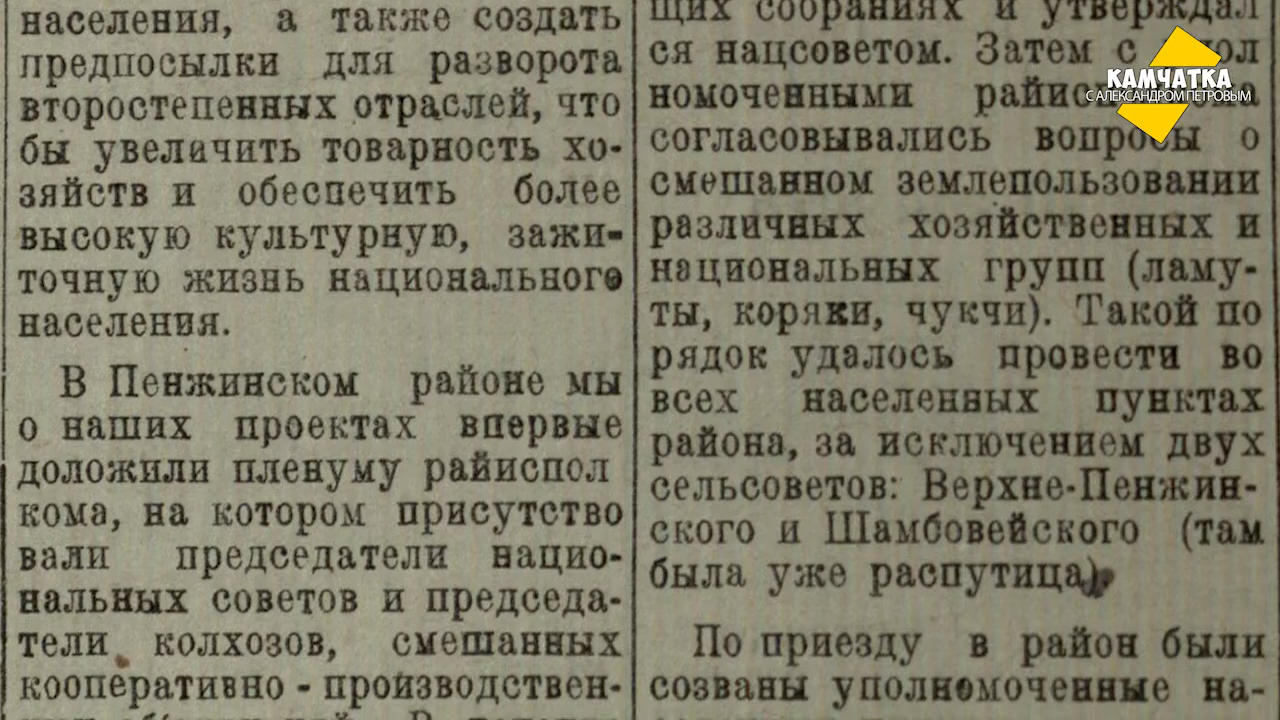 населения, а также создать
предпосылки для разворота
второстепенных отраслей, что
бы увеличить товарность хо-
зяйств и обеспечить более
высокую культурную, зажи-
точную жизнь национального
населения.
В Пенжинском районе мы
о наших проектах впервые
доложили пленуму райиспол
кома, на котором присутство
вали председатели нацио-
нальных советов и председа-
тели колхозов, смешанных
кооперативно - производствен-
щих собраниях и утверждал
ся нацсоветом. Затем с
номоченными
согласовывались вопросы о
смешанном землепользовании
различных хозяйственных и
национальных групп (ламу-
ты, коряки, чукчи). Такой по
рядок удалось провести во
всех населенных пунктах
района, за исключением двух
сельсоветов: Верхне-Пенжин-
ского и Шамбовейского (там
была уже распутица).
По приезду в район были
созваны уполномоченные на-
КАМЧАТКА
С АЛЕКСАНДРОМ ПЕТРОВЫМ